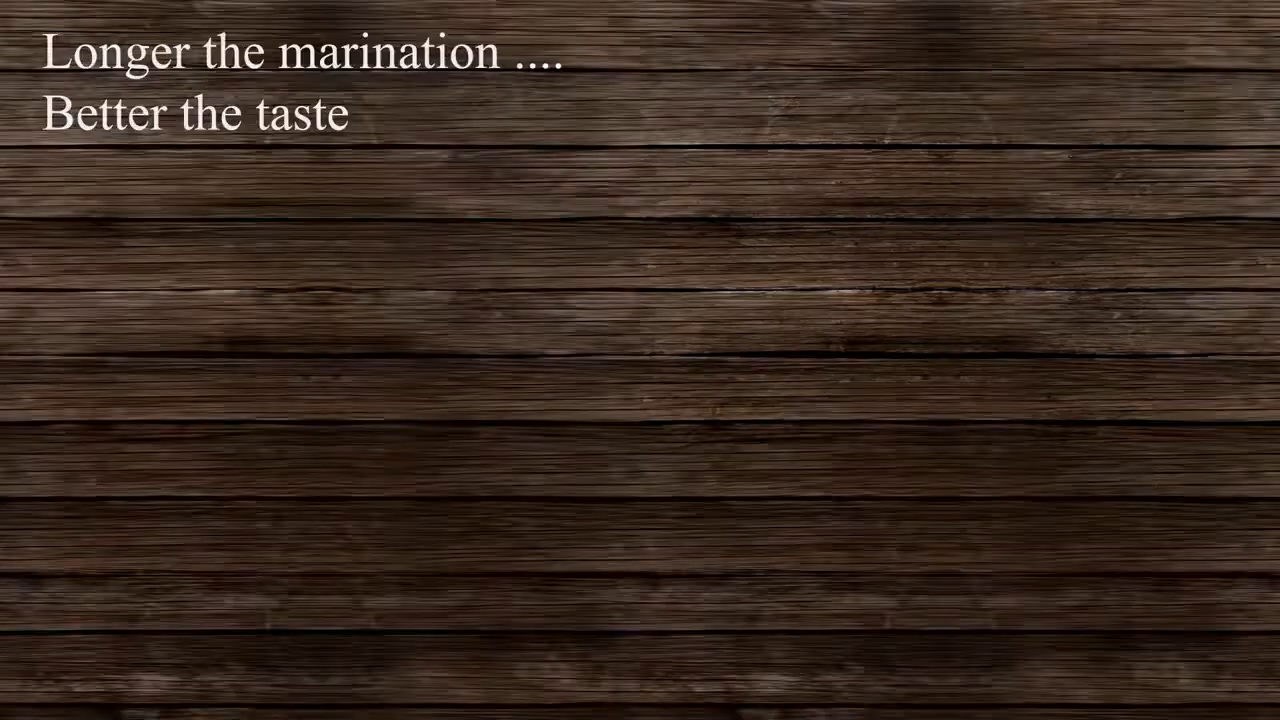 Longer the marination ....
Better the taste